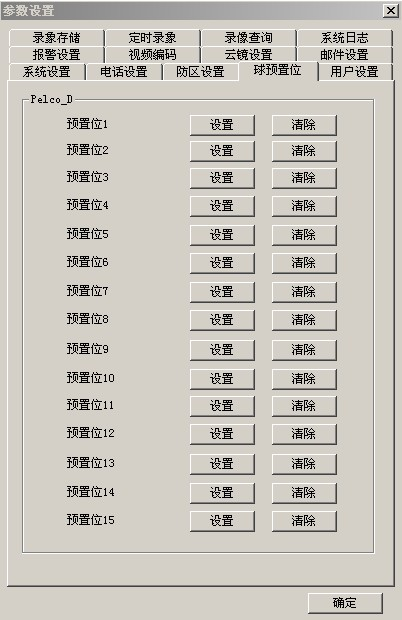 参数设置
录象存储 定时录象 录像查询 系统日志
报警设置 视频编码 云镜设置 邮件设置
系统设置 电话设置 防区设置 球预置位 用户设置
Pelco_D
预置位1 设置 清除
预置位2 设置 清除
预置位3 设置 清除
预置位4 设置 清除
预置位5 设置 清除
预置位6 设置 清除
预置位7 设置 清除
预置位8 设置 清除
预置位9 设置 清除
预置位10 设置 清除
预置位11 设置 清除
预置位12 设置 清除
预置位13 设置 清除
预置位14 设置 清除
预置位15 设置 清除
确定